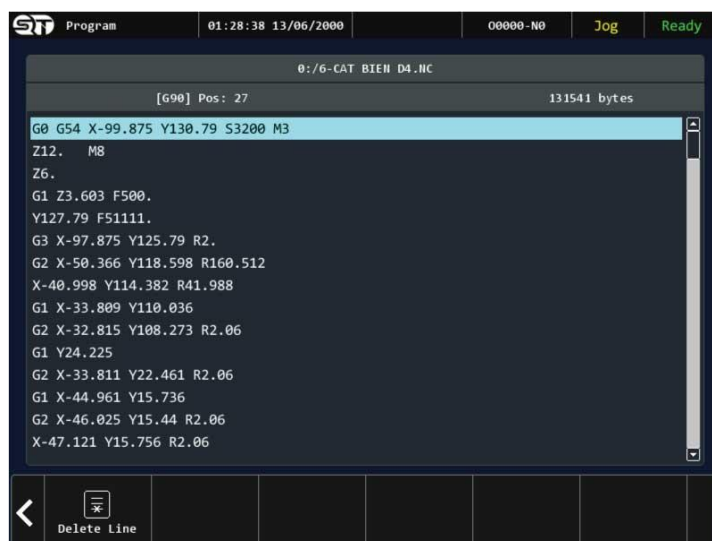 ST Program 01:28:38 13/06/2000 O0000-N0 Jog Ready
0:/6-CAT BIEN D4.NC
[G90] Pos: 27 131541 bytes
G0 G54 X-99.875 Y130.79 S3200 M3
Z12. M8
Z6.
G1 Z3.603 F500.
Y127.79 F51111.
G3 X-97.875 Y125.79 R2.
G2 X-50.366 Y118.598 R160.512
X-40.998 Y114.382 R41.988
G1 X-33.809 Y110.036
G2 X-32.815 Y108.273 R2.06
G1 Y24.225
G2 X-33.811 Y22.461 R2.06
G1 X-44.961 Y15.736
G2 X-46.025 Y15.44 R2.06
X-47.121 Y15.756 R2.06
Delete Line